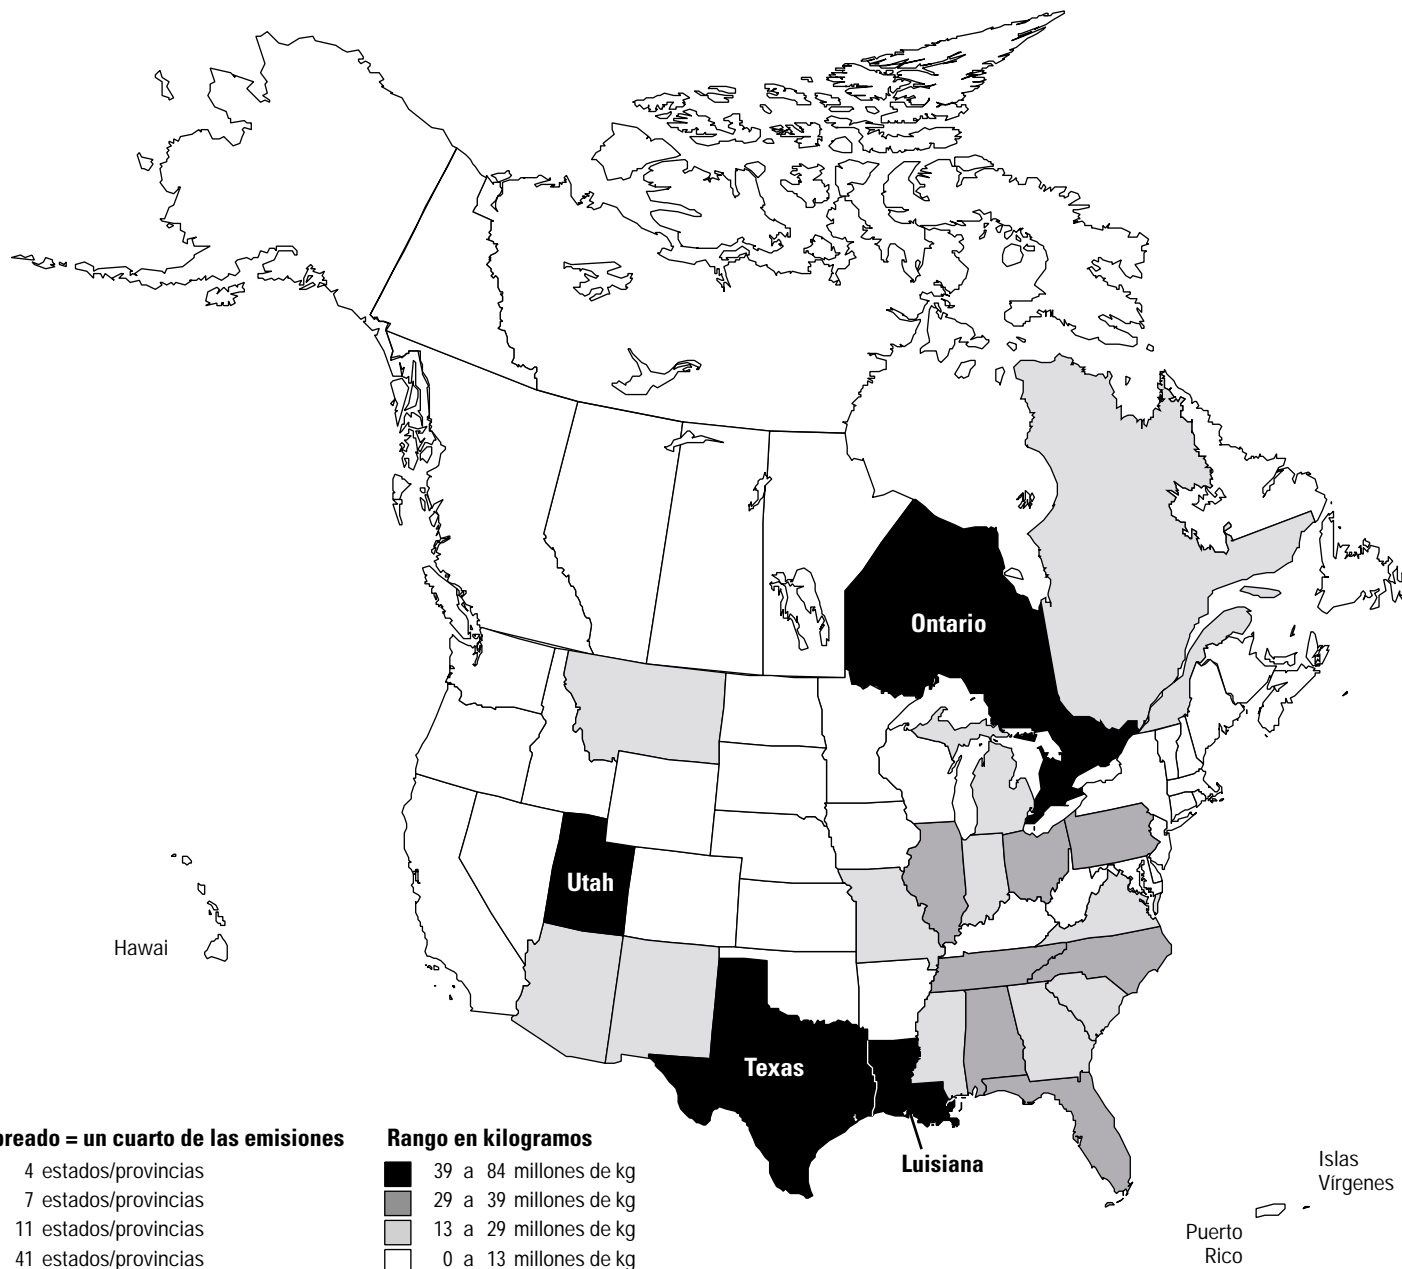 Ontario
Utah
Hawai
Texas
Luisiana
Islas
Vírgenes
Puerto
Rico
= un cuarto de las emisiones
4 estados/provincias
7 estados/provincias
11 estados/provincias
41 estados/provincias
Rango en kilogramos
39 a 84 millones de kg
29 a 39 millones de kg
13 a 29 millones de kg
0 a 13 millones de kg